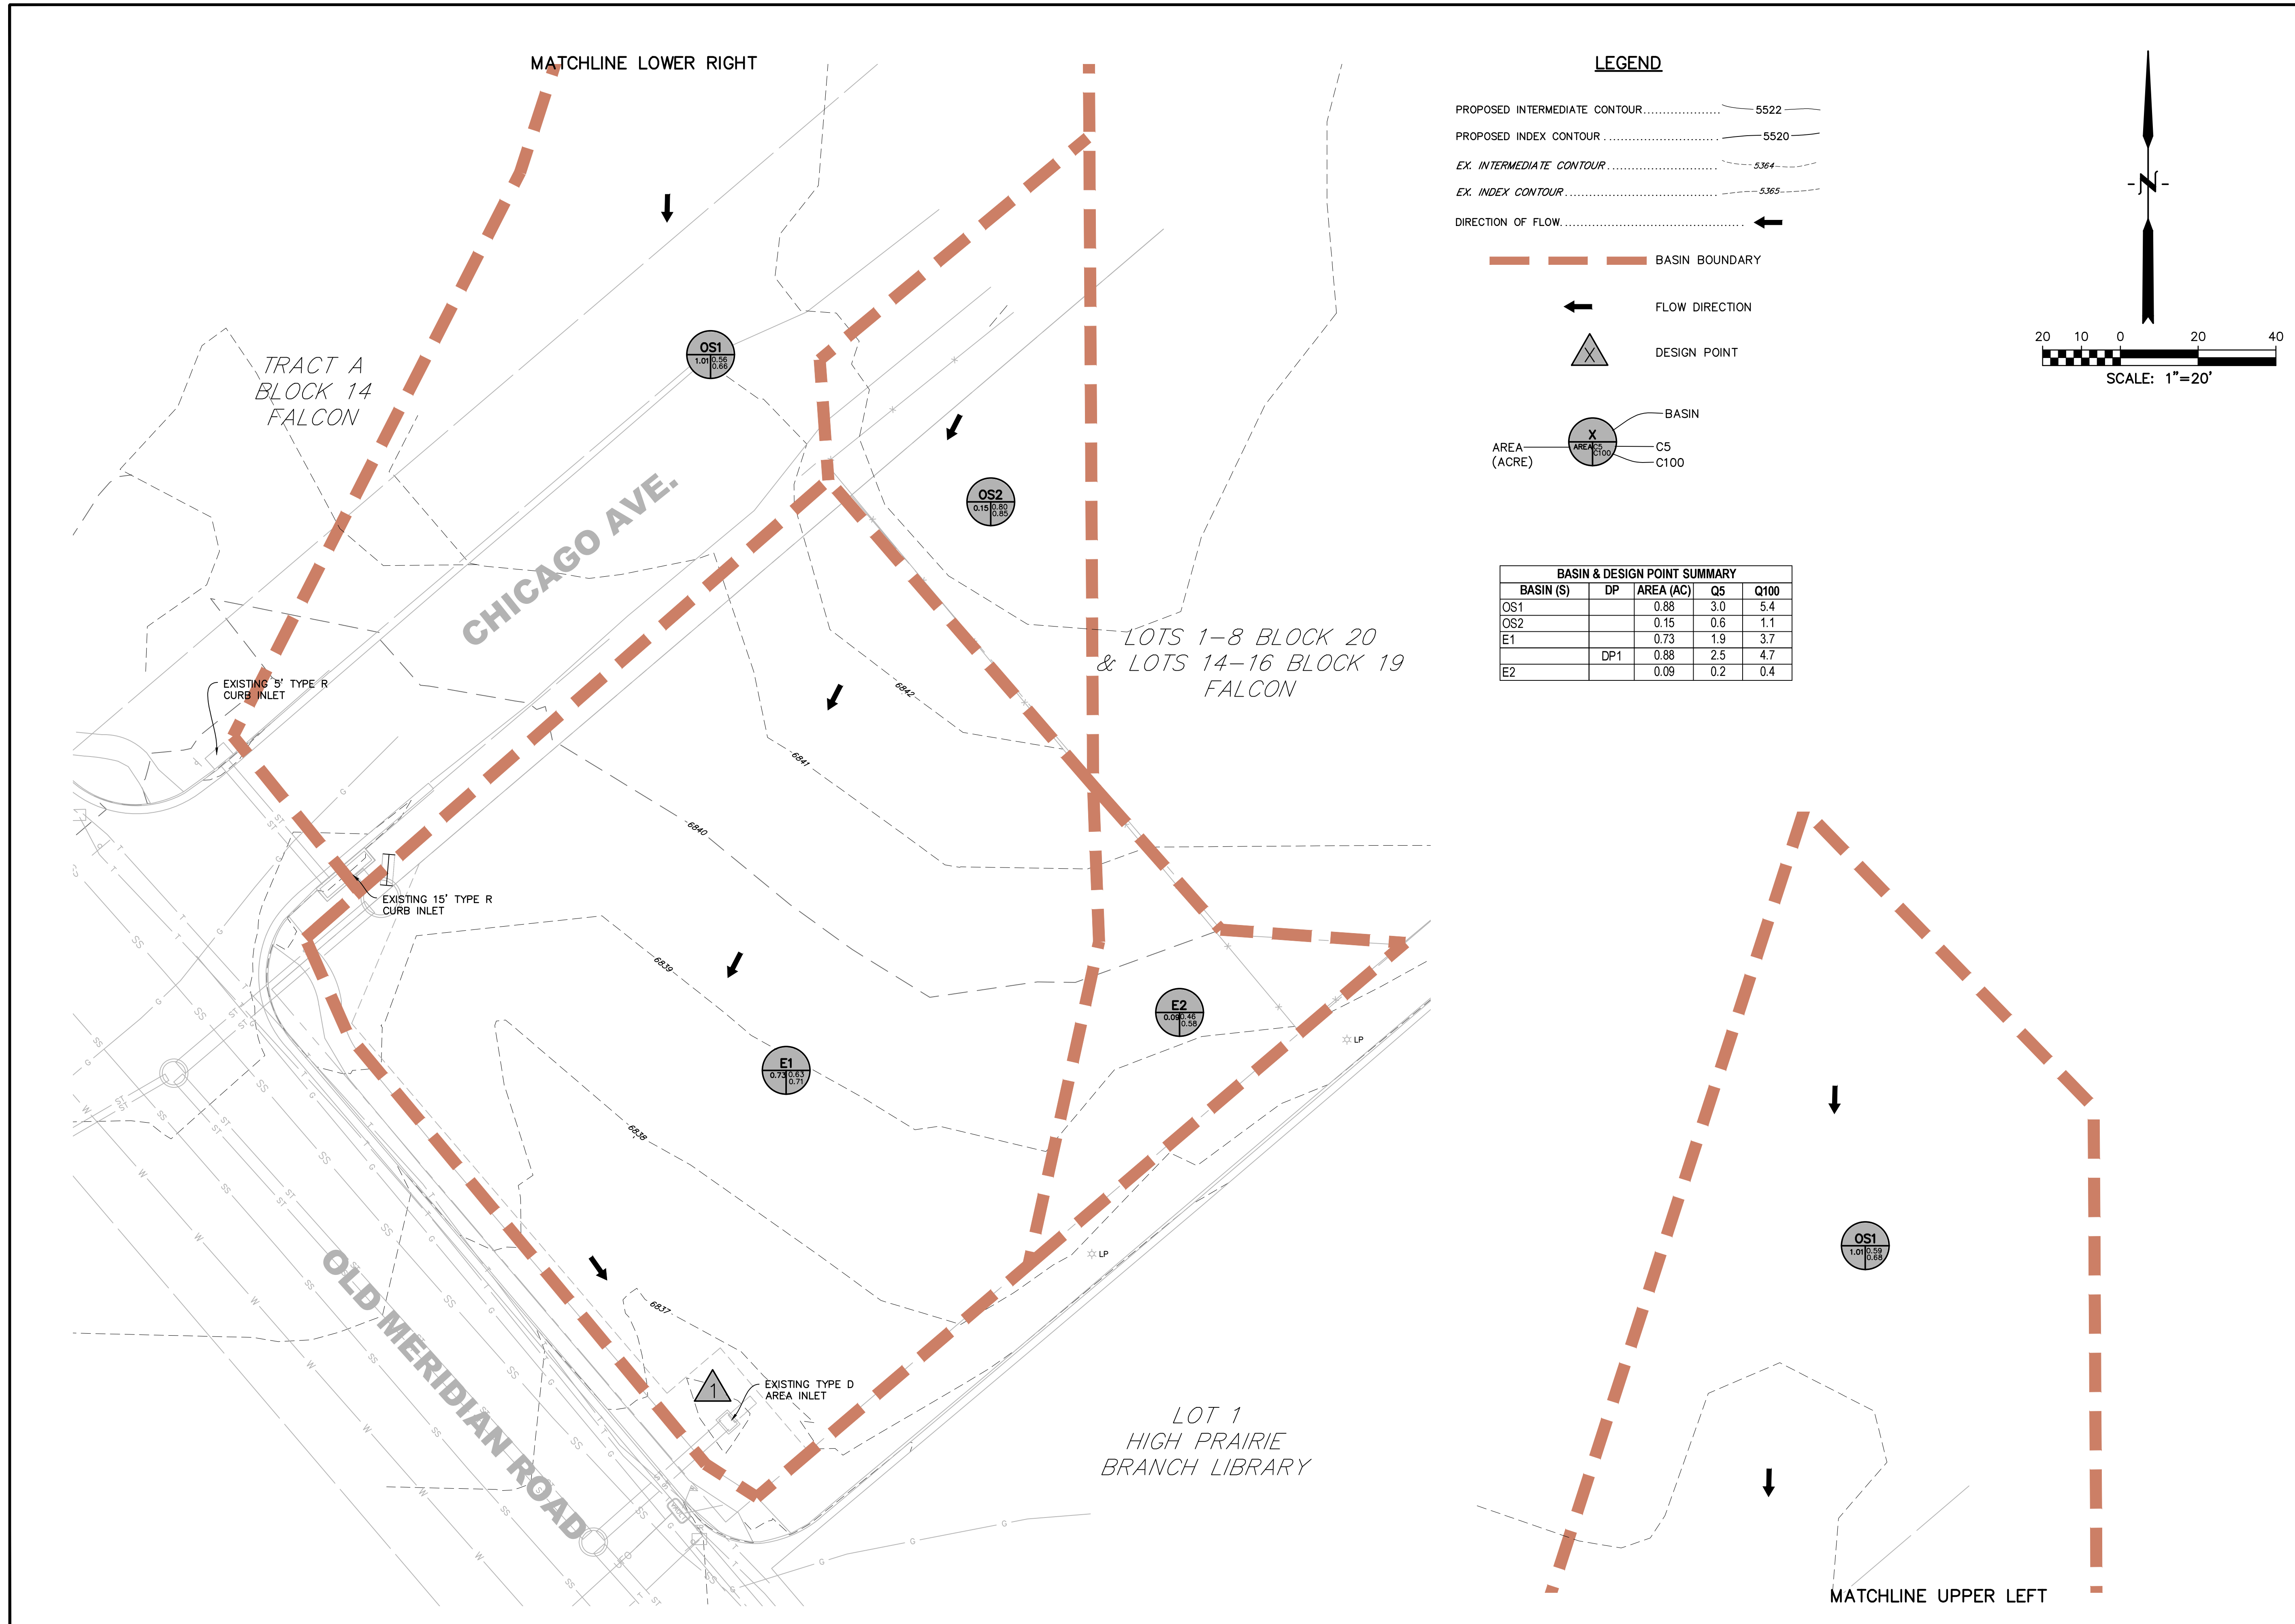 MATCHLINE LOWER RIGHT
LEGEND
PROPOSED INTERMEDIATE CONTOUR.................... 5522
PROPOSED INDEX CONTOUR............................. 5520
EX. INTERMEDIATE CONTOUR............................ 5364
EX. INDEX CONTOUR....................................... 5365
DIRECTION OF FLOW...........................................
BASIN BOUNDARY
FLOW DIRECTION
X
DESIGN POINT
BASIN
X
AREA
(ACRE)
AREA C5
C100
C5
C100
N
20 10 0 20 40
SCALE: 1"=20'
BASIN & DESIGN POINT SUMMARY
BASIN (S) DP AREA (AC) Q5 Q100
OS1 0.88 3.0 5.4
OS2 0.15 0.6 1.1
E1 0.73 1.9 3.7
DP1 0.88 2.5 4.7
E2 0.09 0.2 0.4
OS1
1.01 0.56
0.66
TRACT A
BLOCK 14
FALCON
CHICAGO AVE.
OS2
0.15 0.80
0.85
LOTS 1-8 BLOCK 20
& LOTS 14-16 BLOCK 19
FALCON
EXISTING 5' TYPE R
CURB INLET
6842
6841
6840
EXISTING 15' TYPE R
CURB INLET
6839
E2
0.09 0.46
0.58
LP
E1
0.73 0.63
0.71
6838
LP
OLD MERIDIAN ROAD
6837
1
EXISTING TYPE D
AREA INLET
LOT 1
HIGH PRAIRIE
BRANCH LIBRARY
OS1
1.01 0.59
0.68
MATCHLINE UPPER LEFT